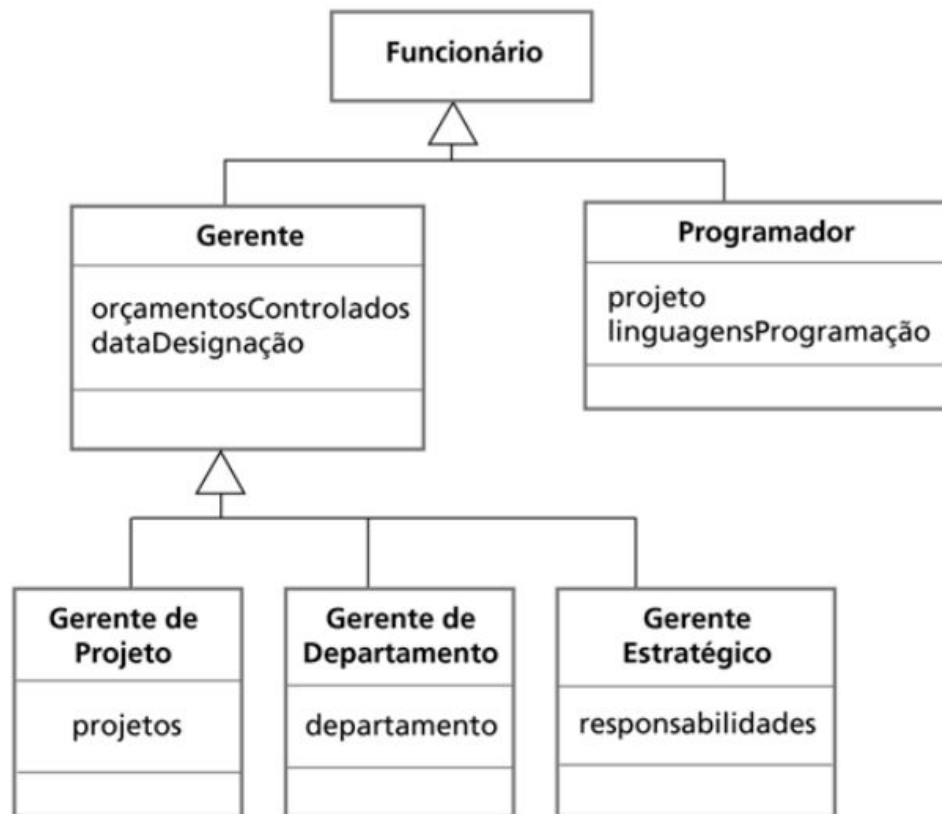 Funcionário
Gerente
orçamentosControlados
dataDesignação
Programador
projeto
linguagensProgramação
Gerente de
Projeto
projetos
Gerente de
Departamento
departamento
Gerente
Estratégico
responsabilidades